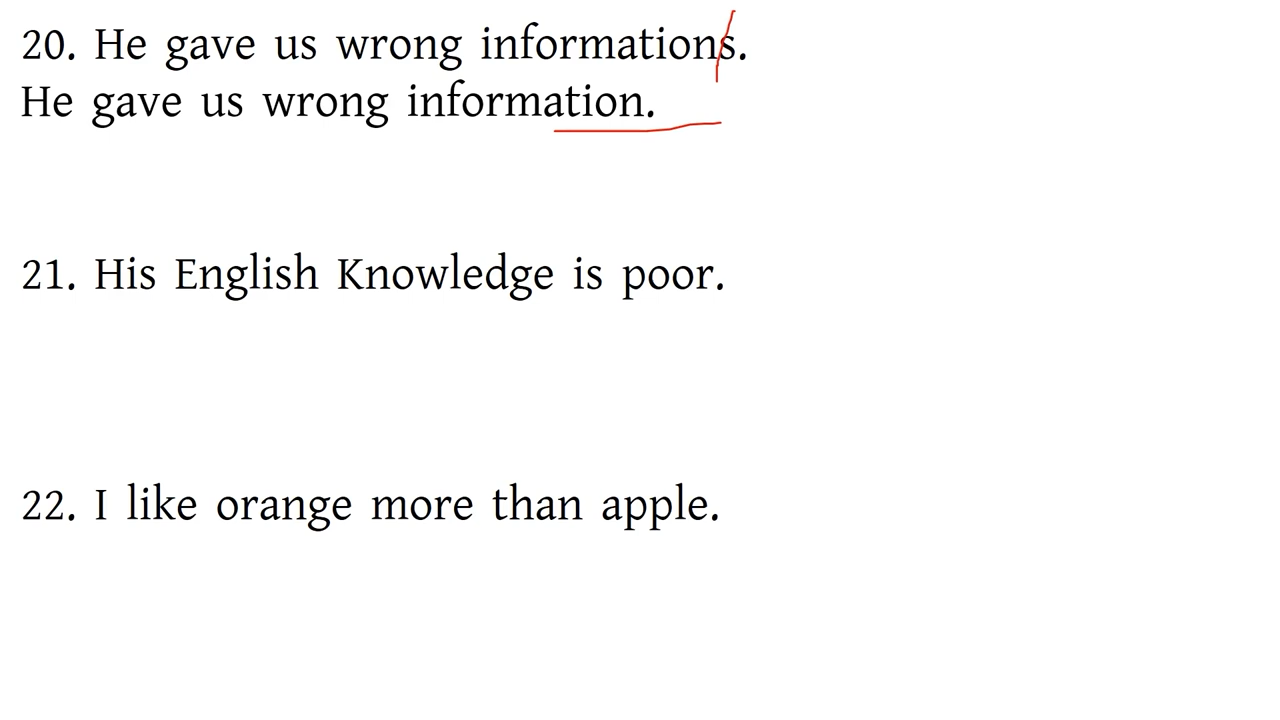 20. He gave us wrong informations.
He gave us wrong information.
21. His English Knowledge is poor.
22. I like orange more than apple.